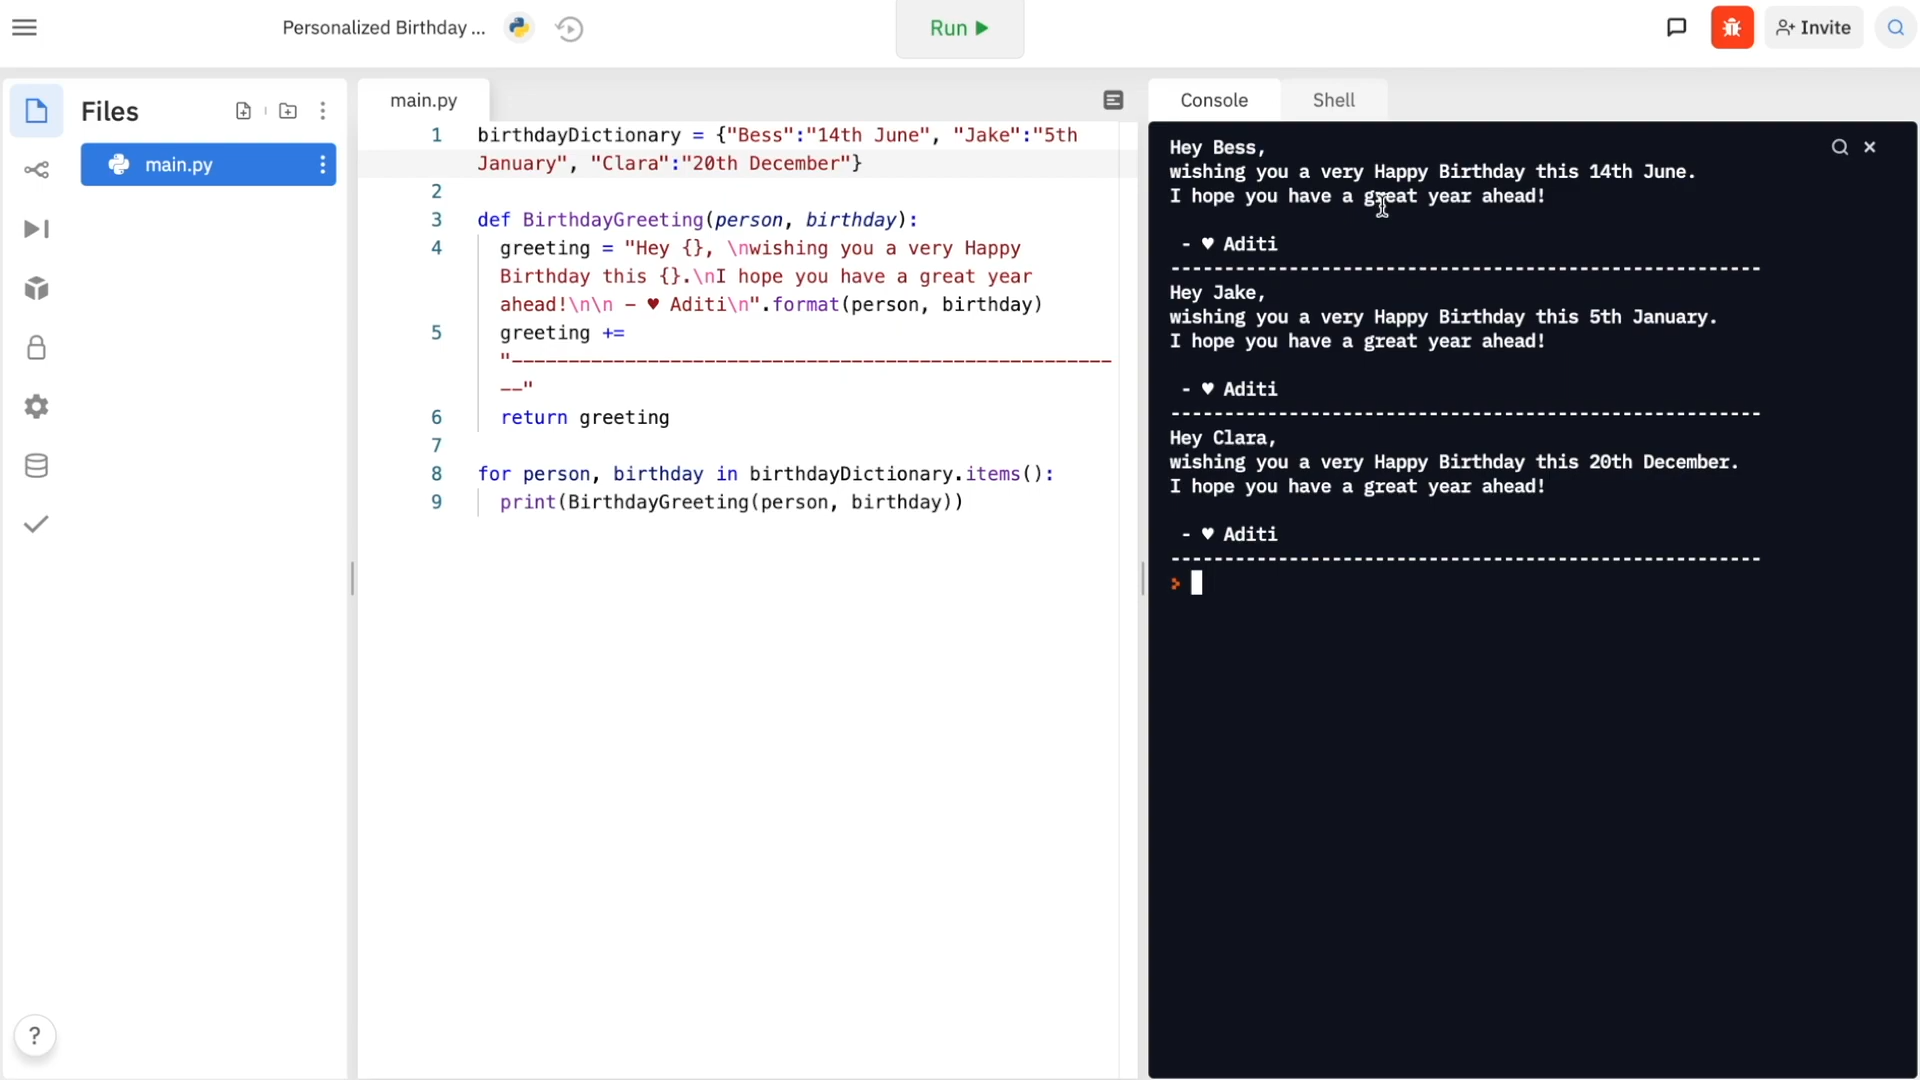 Personalized Birthday ...
Run
Invite
Files
main.py
main.py
1 birthdayDictionary = {"Bess":"14th June", "Jake":"5th
January", "Clara":"20th December"}
2
3 def BirthdayGreeting(person, birthday):
4 greeting = "Hey {}, \nwishing you a very Happy
Birthday this {}.\nI hope you have a great year
ahead!\n\n - ♥ Aditi\n".format(person, birthday)
5 greeting +=
"-----------------------------------------------------
--"
6 return greeting
7
8 for person, birthday in birthdayDictionary.items():
9 print(BirthdayGreeting(person, birthday))
Console Shell
Hey Bess,
wishing you a very Happy Birthday this 14th June.
I hope you have a great year ahead!
- ♥ Aditi
-------------------------------------------------------
Hey Jake,
wishing you a very Happy Birthday this 5th January.
I hope you have a great year ahead!
- ♥ Aditi
-------------------------------------------------------
Hey Clara,
wishing you a very Happy Birthday this 20th December.
I hope you have a great year ahead!
- ♥ Aditi
-------------------------------------------------------
>
?